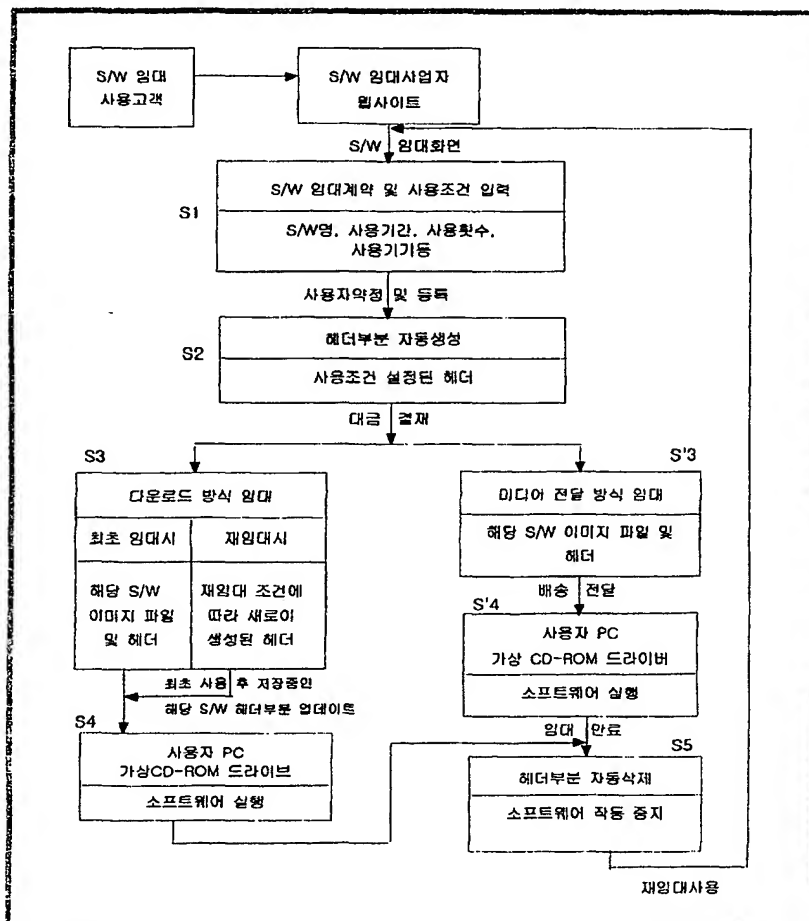 S/W 임대
사용고객
S/W 임대사업자
웹사이트
S/W 임대화면
S1
S/W 임대계약 및 사용조건 입력
S/W명, 사용기간, 사용횟수,
사용기기등
사용자약정 및 등록
S2
헤더부분 자동생성
사용조건 설정된 헤더
대금 결재
S3
다운로드 방식 임대
최초 임대시
재임대시
해당 S/W
이미지 파일
및 헤더
재임대 조건에
따라 새로이
생성된 헤더
최초 사용 후 저장중인
해당 S/W 헤더부분 업데이트
S4
사용자 PC
가상CD-ROM 드라이브
소프트웨어 실행
S'3
미디어 전달 방식 임대
해당 S/W 이미지 파일 및
헤더
배송 전달
S'4
사용자 PC
가상 CD-ROM 드라이버
소프트웨어 실행
임대 만료
S5
헤더부분 자동삭제
소프트웨어 작동 중지
재임대사용